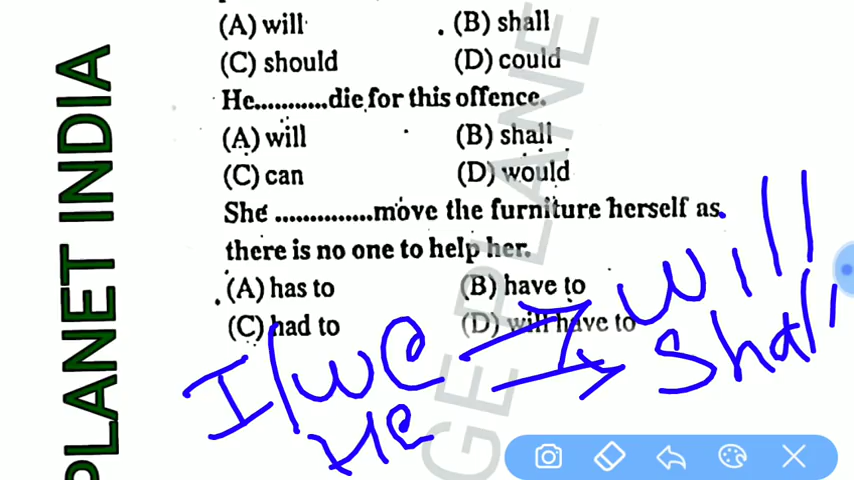 (A) will (B) shall
(C) should (D) could
He............die for this offence.
(A) will (B) shall
(C) can (D) would
She ..............move the furniture herself as
there is no one to help her.
(A) has to (B) have to
(C) had to (D) will have to
I/we → will
He → Shall
PLANET INDIA
GE PLANE